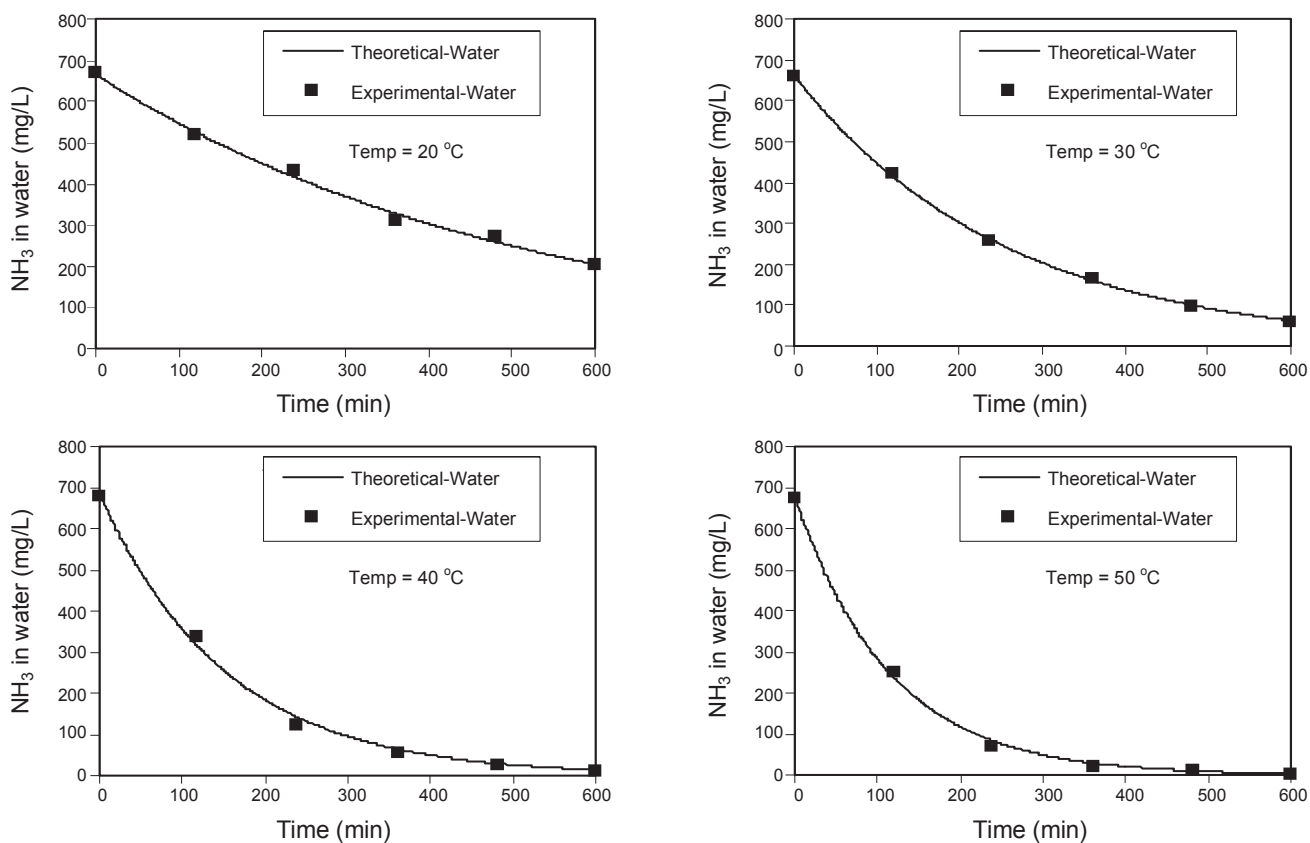 800
700
600
500
400
300
200
100
0
NH3 in water (mg/L)
Theoretical-Water
Experimental-Water
Temp = 20 °C
0 100 200 300 400 500 600
Time (min)
800
700
600
500
400
300
200
100
0
NH3 in water (mg/L)
Theoretical-Water
Experimental-Water
Temp = 30 °C
0 100 200 300 400 500 600
Time (min)
800
700
600
500
400
300
200
100
0
NH3 in water (mg/L)
Theoretical-Water
Experimental-Water
Temp = 40 °C
0 100 200 300 400 500 600
Time (min)
800
700
600
500
400
300
200
100
0
NH3 in water (mg/L)
Theoretical-Water
Experimental-Water
Temp = 50 °C
0 100 200 300 400 500 600
Time (min)